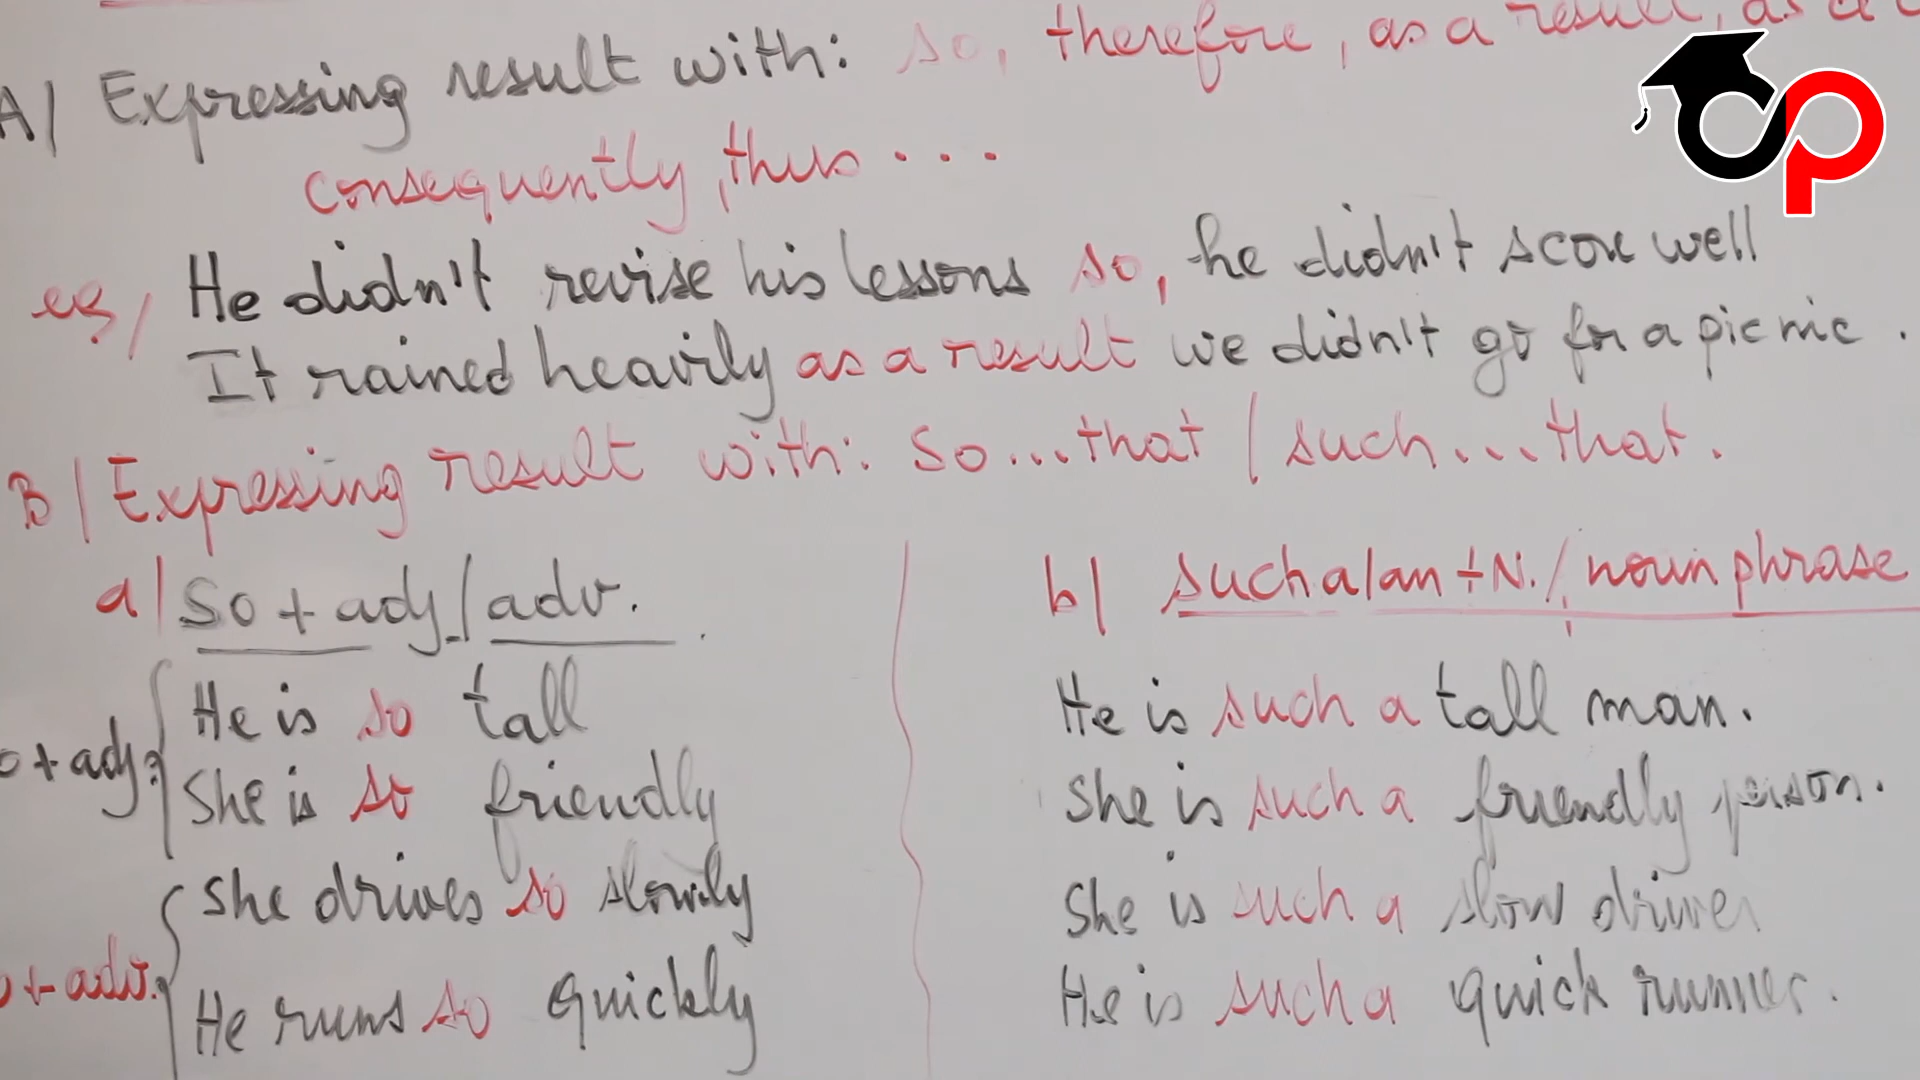 A/ Expressing result with: so, therefore, as a result, as a
consequently, thus ...
eg/ He didn't revise his lessons so, he didn't score well
It rained heavily as a result we didn't go for a picnic.
B/ Expressing result with: so...that / such...that.
a/ so + adj/adv.
b/ such a/an + N./noun phrase
+ adj:
He is so tall
She is so friendly
+ adv.
She drives so slowly
He runs so quickly
He is such a tall man.
She is such a friendly person.
She is such a slow driver
He is such a quick runner.